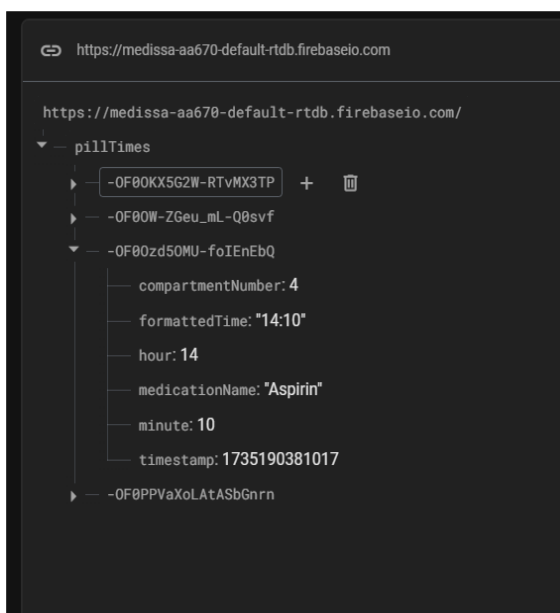 https://medissa-aa670-default-rtdb.firebaseio.com
https://medissa-aa670-default-rtdb.firebaseio.com/
pillTimes
-OF0OKX5G2W-RTvMX3TP
-OF0OW-ZGeu_mL-Q0svf
-OF0Ozd5OMU-foIEnEbQ
compartmentNumber: 4
formattedTime: "14:10"
hour: 14
medicationName: "Aspirin"
minute: 10
timestamp: 1735190381017
-OF0PPVaXoLAtASbGnrn